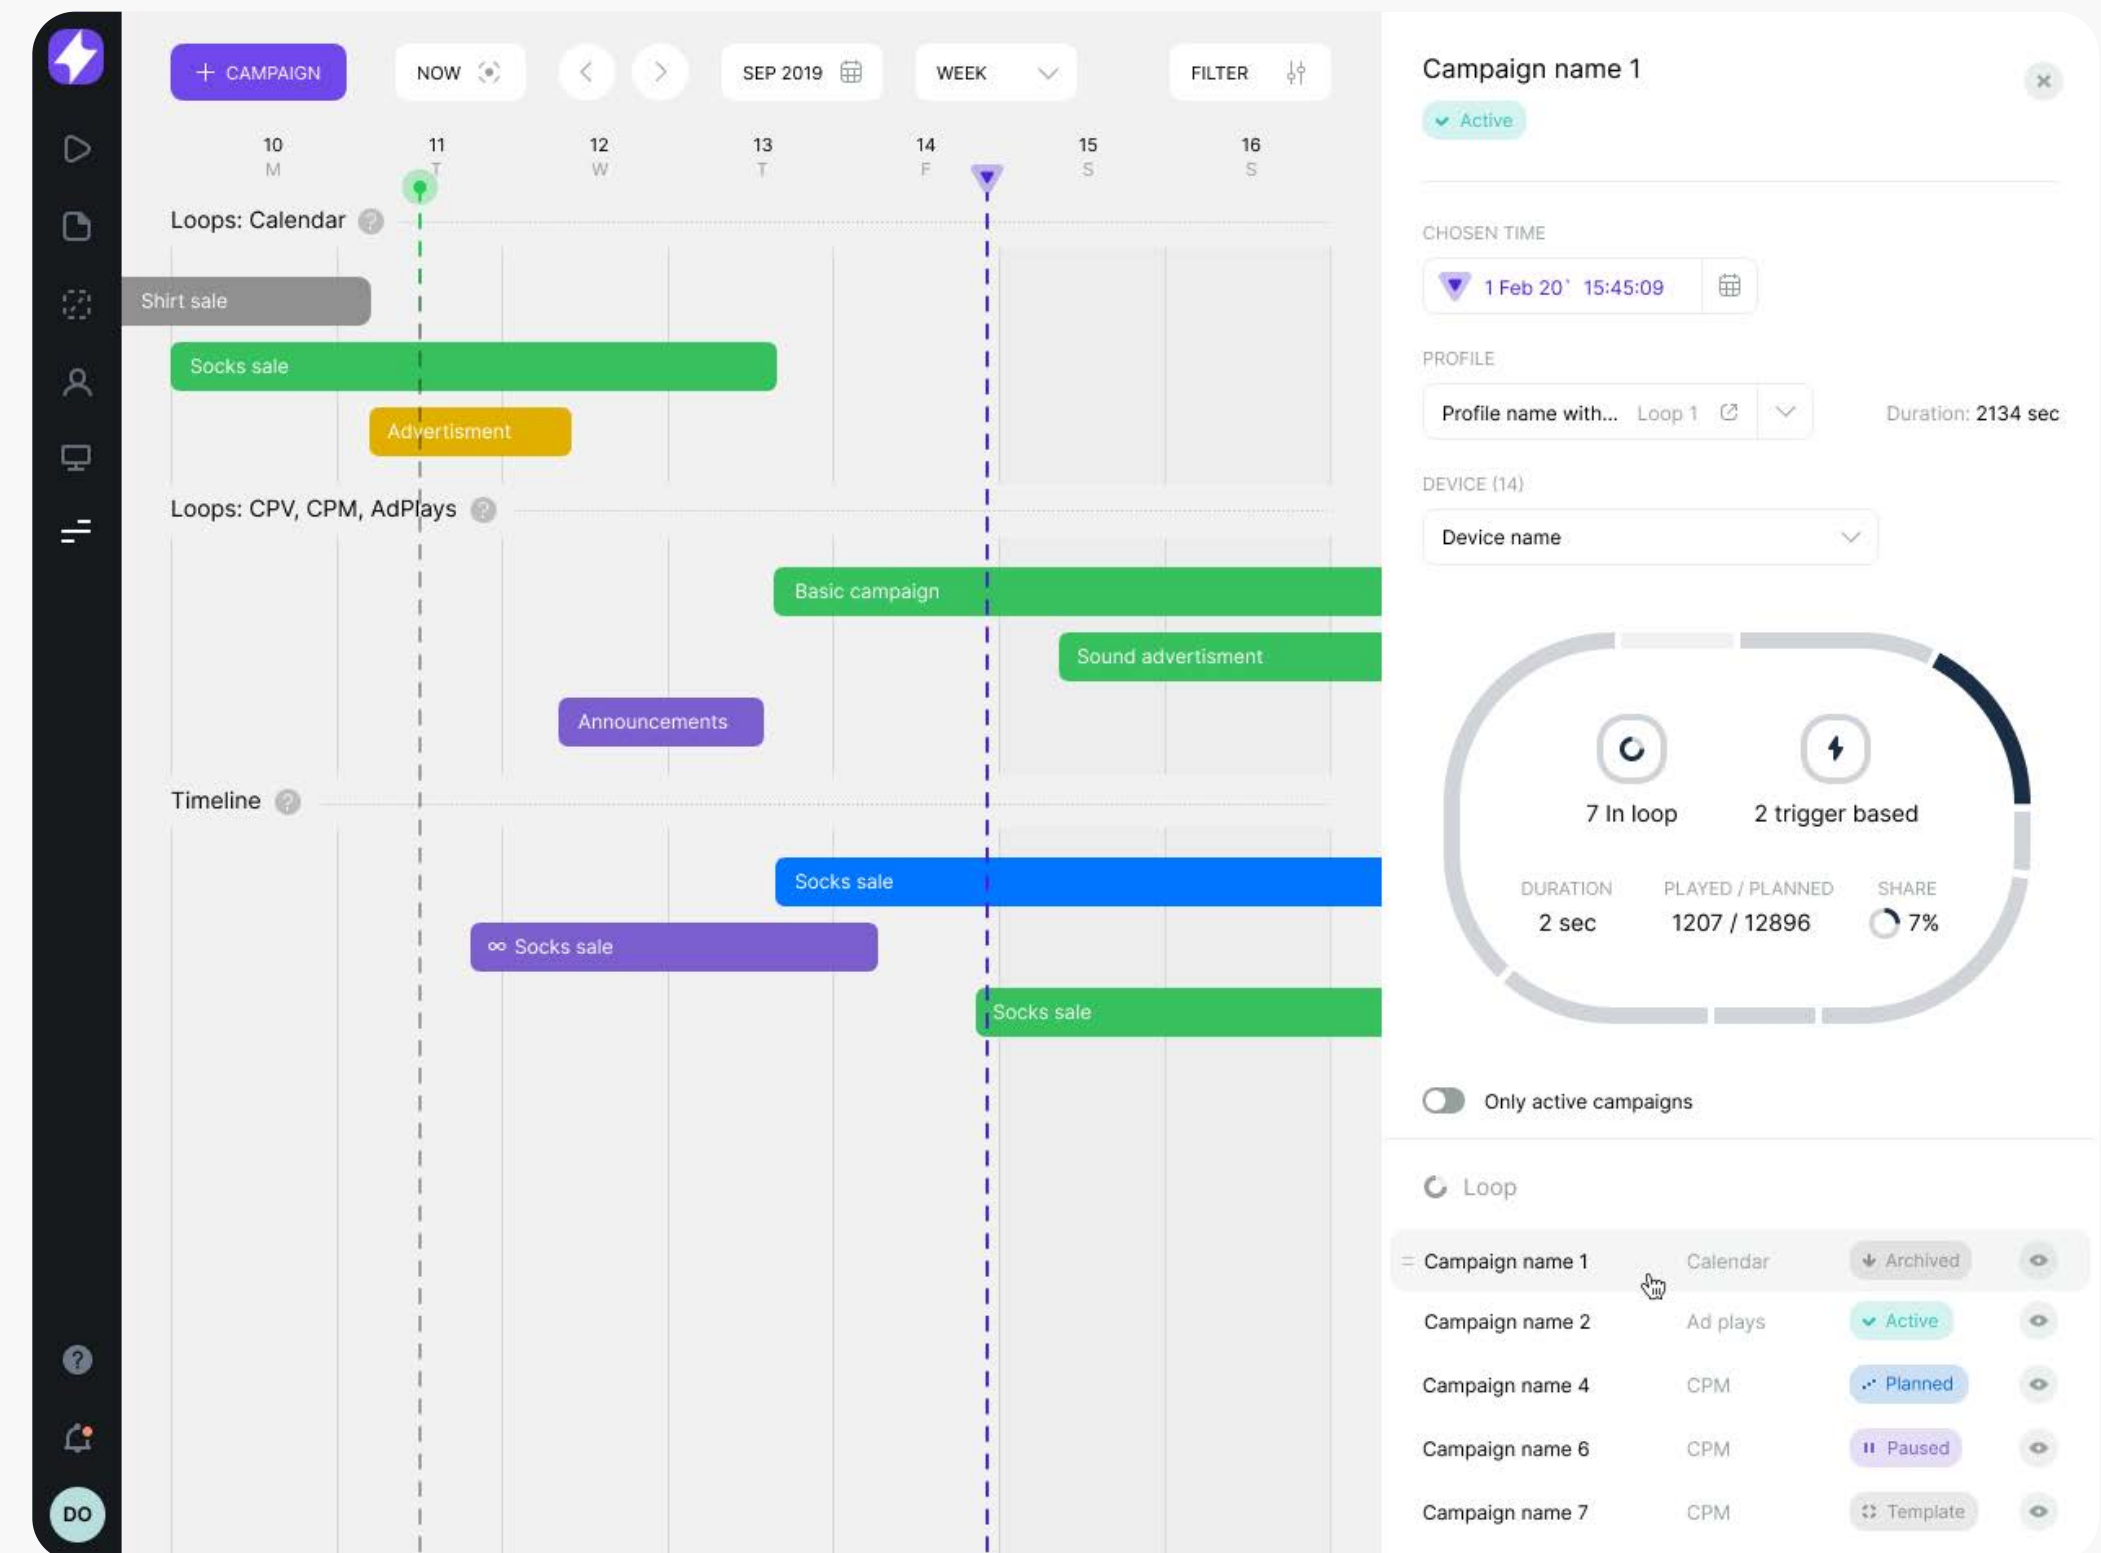 CAMPAIGN NOW SEP 2019 WEEK FILTER
10 11 12 13 14 15 16
M T W T F S S
Loops: Calendar ?
Shirt sale
Socks sale
Advertisment
Loops: CPV, CPM, AdPlays ?
Basic campaign
Sound advertisment
Announcements
Timeline ?
Socks sale
∞ Socks sale
Socks sale
?
DO
Campaign name 1
Active
CHOSEN TIME
1 Feb 20` 15:45:09
PROFILE
Profile name with... Loop 1 Duration: 2134 sec
DEVICE (14)
Device name
7 In loop 2 trigger based
DURATION PLAYED / PLANNED SHARE
2 sec 1207 / 12896 7%
Only active campaigns
Loop
Campaign name 1 Calendar Archived
Campaign name 2 Ad plays Active
Campaign name 4 CPM Planned
Campaign name 6 CPM Paused
Campaign name 7 CPM Template